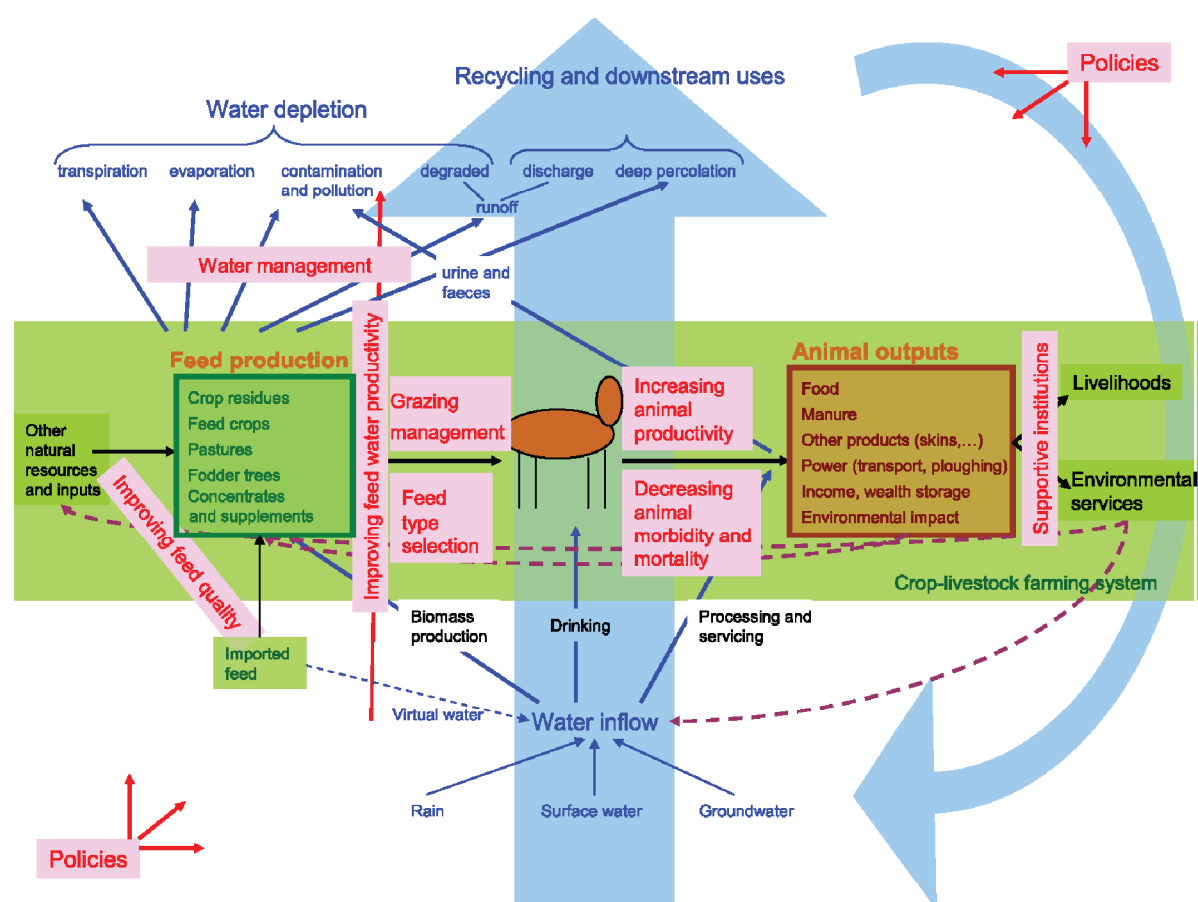 Recycling and downstream uses
Policies
Water depletion
transpiration
evaporation
contamination
and pollution
degraded
discharge
deep percolation
runoff
Water management
urine and
faeces
Feed production
Crop residues
Feed crops
Pastures
Fodder trees
Concentrates
and supplements
Other
natural
resources
and inputs
Improving feed quality
Imported
feed
Improving feed water productivity
Grazing
management
Feed
type
selection
Increasing
animal
productivity
Decreasing
animal
morbidity and
mortality
Animal outputs
Food
Manure
Other products (skins,...)
Power (transport, ploughing)
Income, wealth storage
Environmental impact
Supportive institutions
Livelihoods
Environmental
services
Crop-livestock farming system
Biomass
production
Drinking
Processing and
servicing
Virtual water
Water inflow
Rain
Surface water
Groundwater
Policies